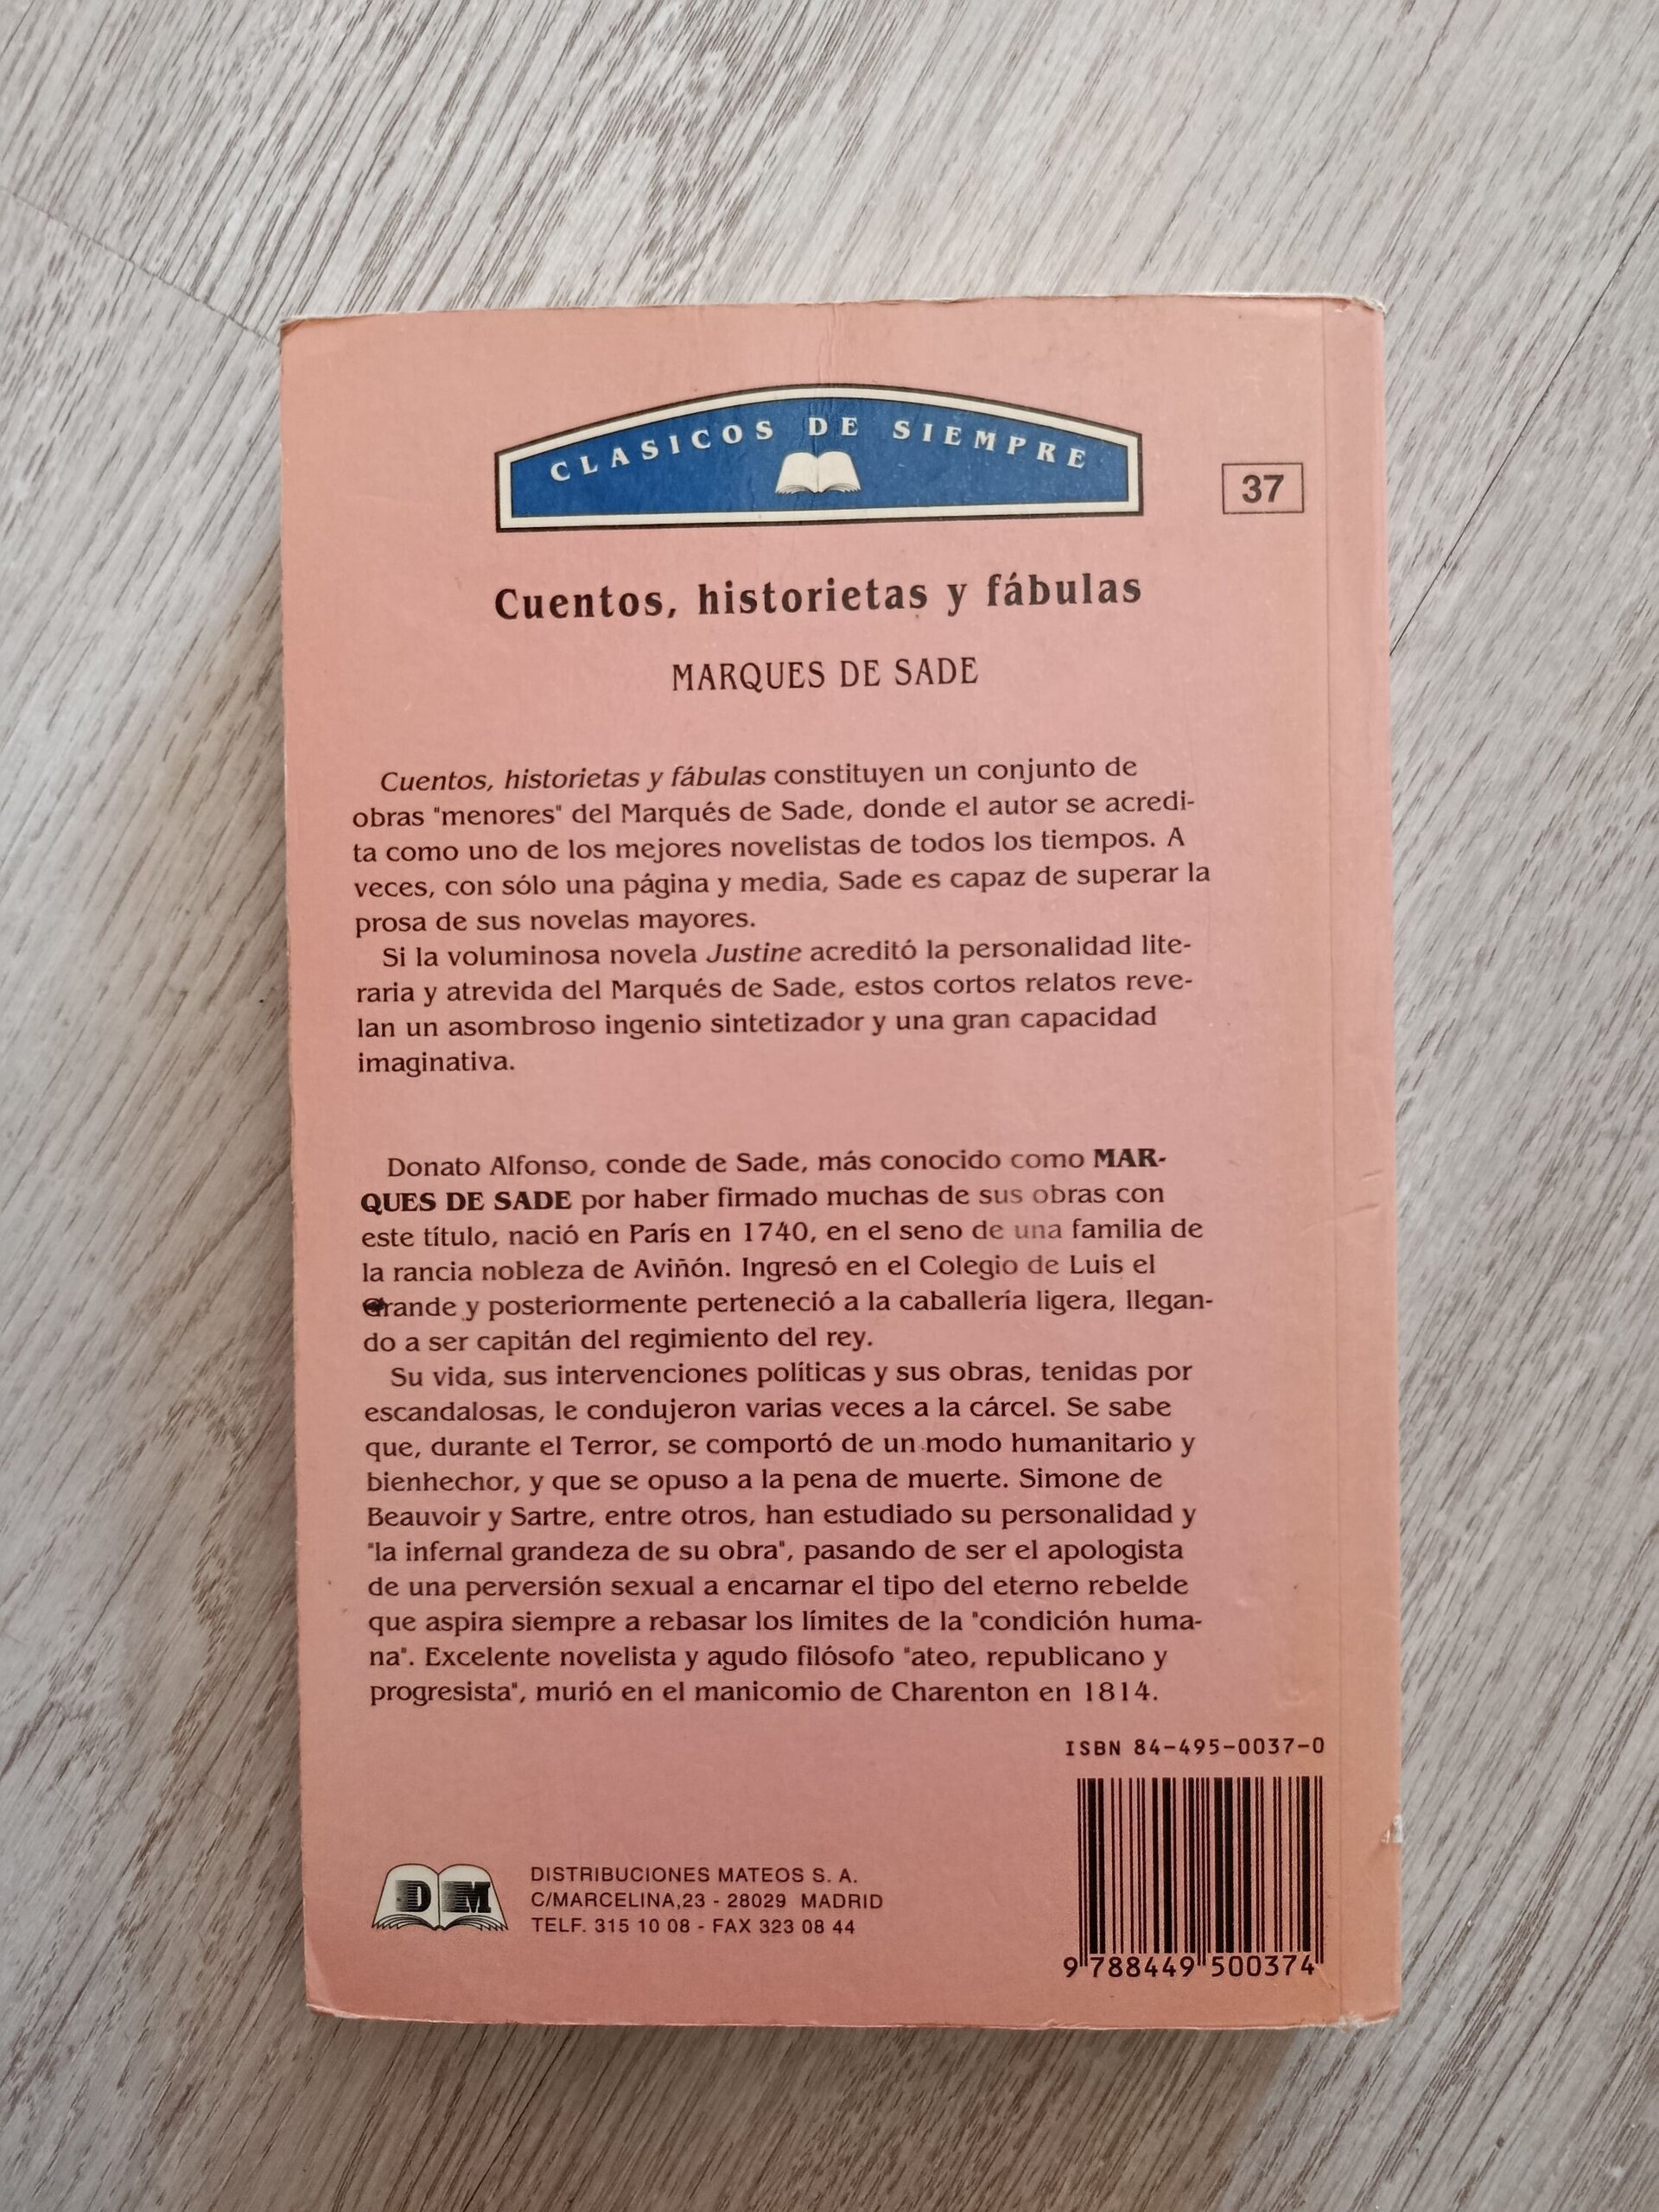 CLASICOS DE SIEMPRE
37
Cuentos, historietas y fábulas
MARQUES DE SADE
Cuentos, historietas y fábulas constituyen un conjunto de
obras "menores" del Marqués de Sade, donde el autor se acredi-
ta como uno de los mejores novelistas de todos los tiempos. A
veces, con sólo una página y media, Sade es capaz de superar la
prosa de sus novelas mayores.
Si la voluminosa novela Justine acreditó la personalidad lite-
raria y atrevida del Marqués de Sade, estos cortos relatos reve-
lan un asombroso ingenio sintetizador y una gran capacidad
imaginativa.
Donato Alfonso, conde de Sade, más conocido como MAR-
QUES DE SADE por haber firmado muchas de sus obras con
este título, nació en París en 1740, en el seno de una familia de
la rancia nobleza de Aviñón. Ingresó en el Colegio de Luis el
Grande y posteriormente perteneció a la caballería ligera, llegan-
do a ser capitán del regimiento del rey.
Su vida, sus intervenciones políticas y sus obras, tenidas por
escandalosas, le condujeron varias veces a la cárcel. Se sabe
que, durante el Terror, se comportó de un modo humanitario y
bienhechor, y que se opuso a la pena de muerte. Simone de
Beauvoir y Sartre, entre otros, han estudiado su personalidad y
"la infernal grandeza de su obra", pasando de ser el apologista
de una perversión sexual a encarnar el tipo del eterno rebelde
que aspira siempre a rebasar los límites de la "condición huma-
na". Excelente novelista y agudo filósofo "ateo, republicano y
progresista", murió en el manicomio de Charenton en 1814.
ISBN 84-495-0037-0
DM
DISTRIBUCIONES MATEOS S. A.
C/MARCELINA,23 - 28029 MADRID
TELF. 315 10 08 - FAX 323 08 44
9 788449 500374